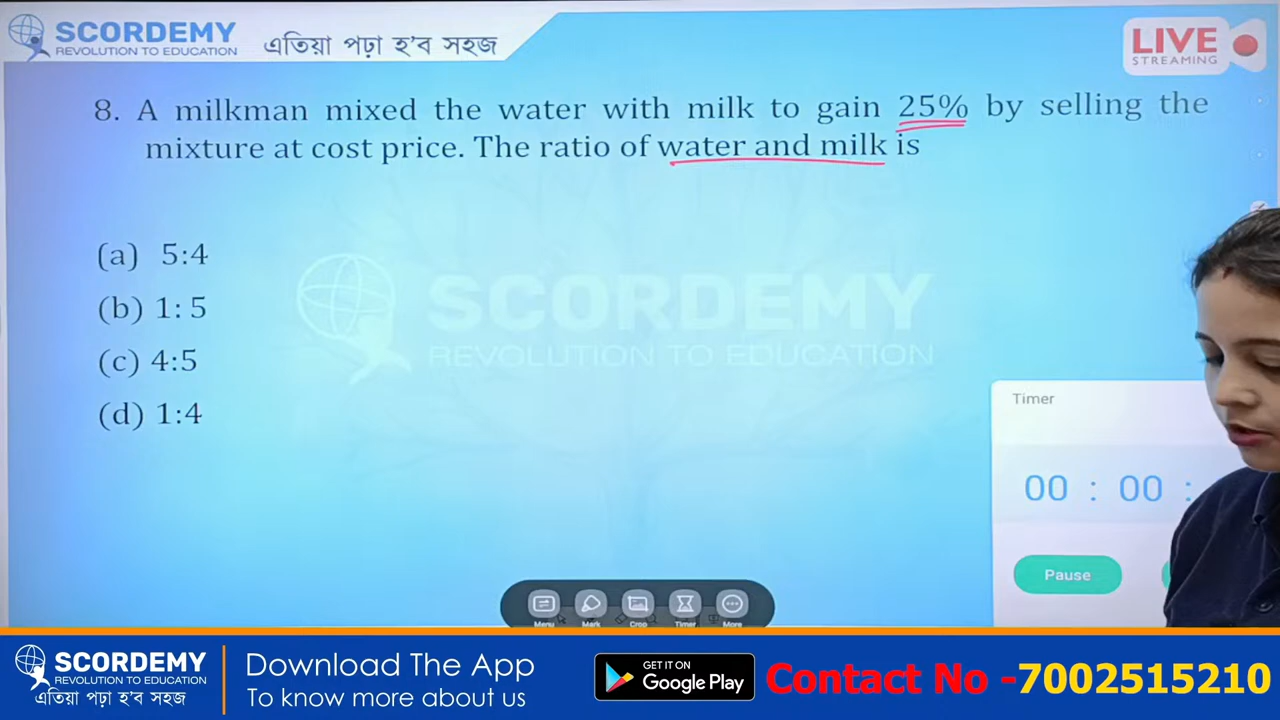 SCORDEMY
REVOLUTION TO EDUCATION
এতিয়া পঢ়া হ'ব সহজ
LIVE
STREAMING
8. A milkman mixed the water with milk to gain 25% by selling the
mixture at cost price. The ratio of water and milk is
(a) 5:4
(b) 1: 5
(c) 4:5
(d) 1:4
SCORDEMY
REVOLUTION TO EDUCATION
Timer
00 : 00 :
Pause
Menu
Mark
Crop
Timer
More
SCORDEMY
REVOLUTION TO EDUCATION
এতিয়া পঢ়া হ'ব সহজ
Download The App
To know more about us
GET IT ON
Google Play
Contact No -7002515210